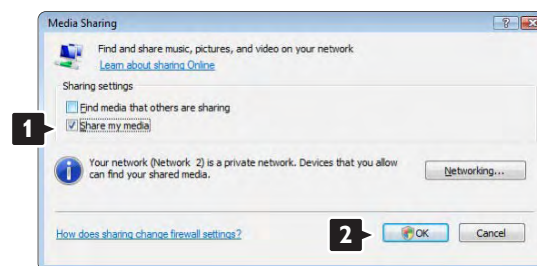 Media Sharing
Find and share music, pictures, and video on your network
Learn about sharing Online
Sharing settings
Find media that others are sharing
1
Share my media
Your network (Network 2) is a private network. Devices that you allow
can find your shared media.
Networking...
How does sharing change firewall settings?
2
OK
Cancel